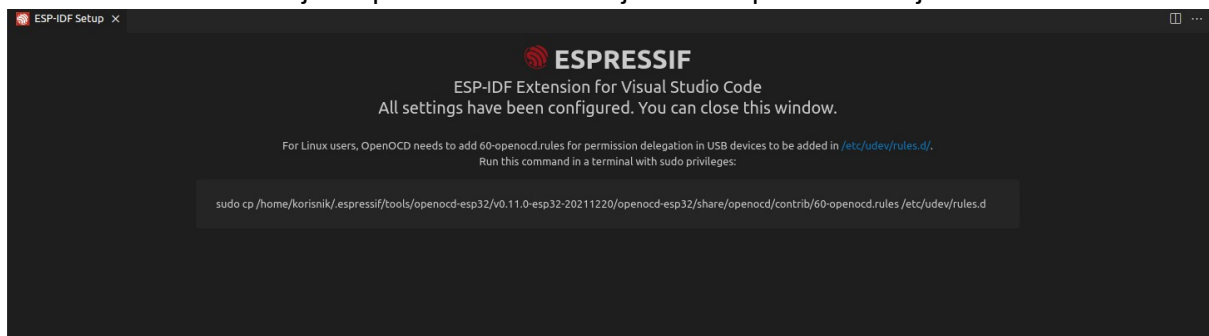 ESP-IDF Setup
ESPRESSIF
ESP-IDF Extension for Visual Studio Code
All settings have been configured. You can close this window.
For Linux users, OpenOCD needs to add 60-openocd.rules for permission delegation in USB devices to be added in /etc/udev/rules.d/.
Run this command in a terminal with sudo privileges:
sudo cp /home/korisnik/.espressif/tools/openocd-esp32/v0.11.0-esp32-20211220/openocd-esp32/share/openocd/contrib/60-openocd.rules /etc/udev/rules.d